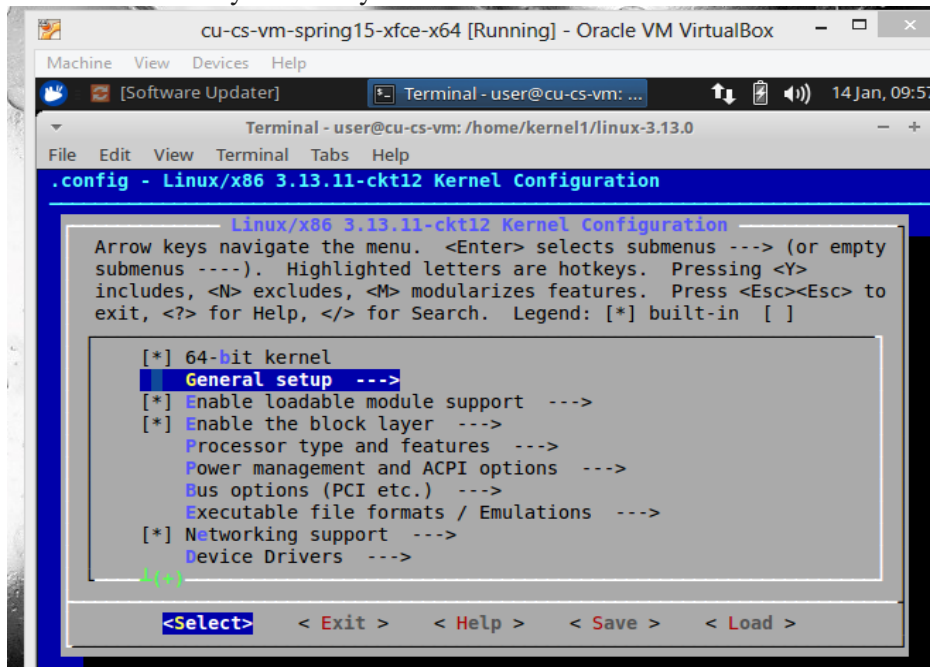 cu-cs-vm-spring15-xfce-x64 [Running] - Oracle VM VirtualBox
Machine View Devices Help
[Software Updater] Terminal - user@cu-cs-vm: ... 14 Jan, 09:57
Terminal - user@cu-cs-vm: /home/kernel1/linux-3.13.0
File Edit View Terminal Tabs Help
.config - Linux/x86 3.13.11-ckt12 Kernel Configuration
Linux/x86 3.13.11-ckt12 Kernel Configuration
Arrow keys navigate the menu. <Enter> selects submenus ---> (or empty
submenus ----). Highlighted letters are hotkeys. Pressing <Y>
includes, <N> excludes, <M> modularizes features. Press <Esc><Esc> to
exit, <?> for Help, </> for Search. Legend: [*] built-in [ ]
[*] 64-bit kernel
General setup --->
[*] Enable loadable module support --->
[*] Enable the block layer --->
Processor type and features --->
Power management and ACPI options --->
Bus options (PCI etc.) --->
Executable file formats / Emulations --->
[*] Networking support --->
Device Drivers --->
┴(+)
<Select> < Exit > < Help > < Save > < Load >